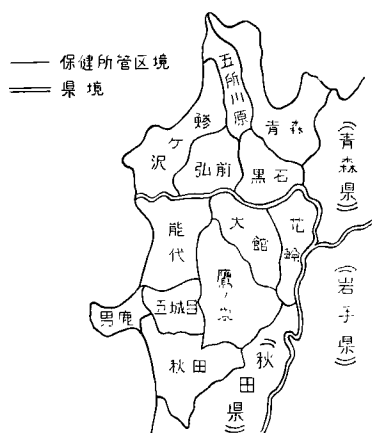 保健所管区境
県境
五所川原
青森
鰺ケ沢
弘前
黒石
(青森県)
能代
大館
花輪
鷹ノ巣
(岩手県)
男鹿
五城目
秋田
(秋田県)